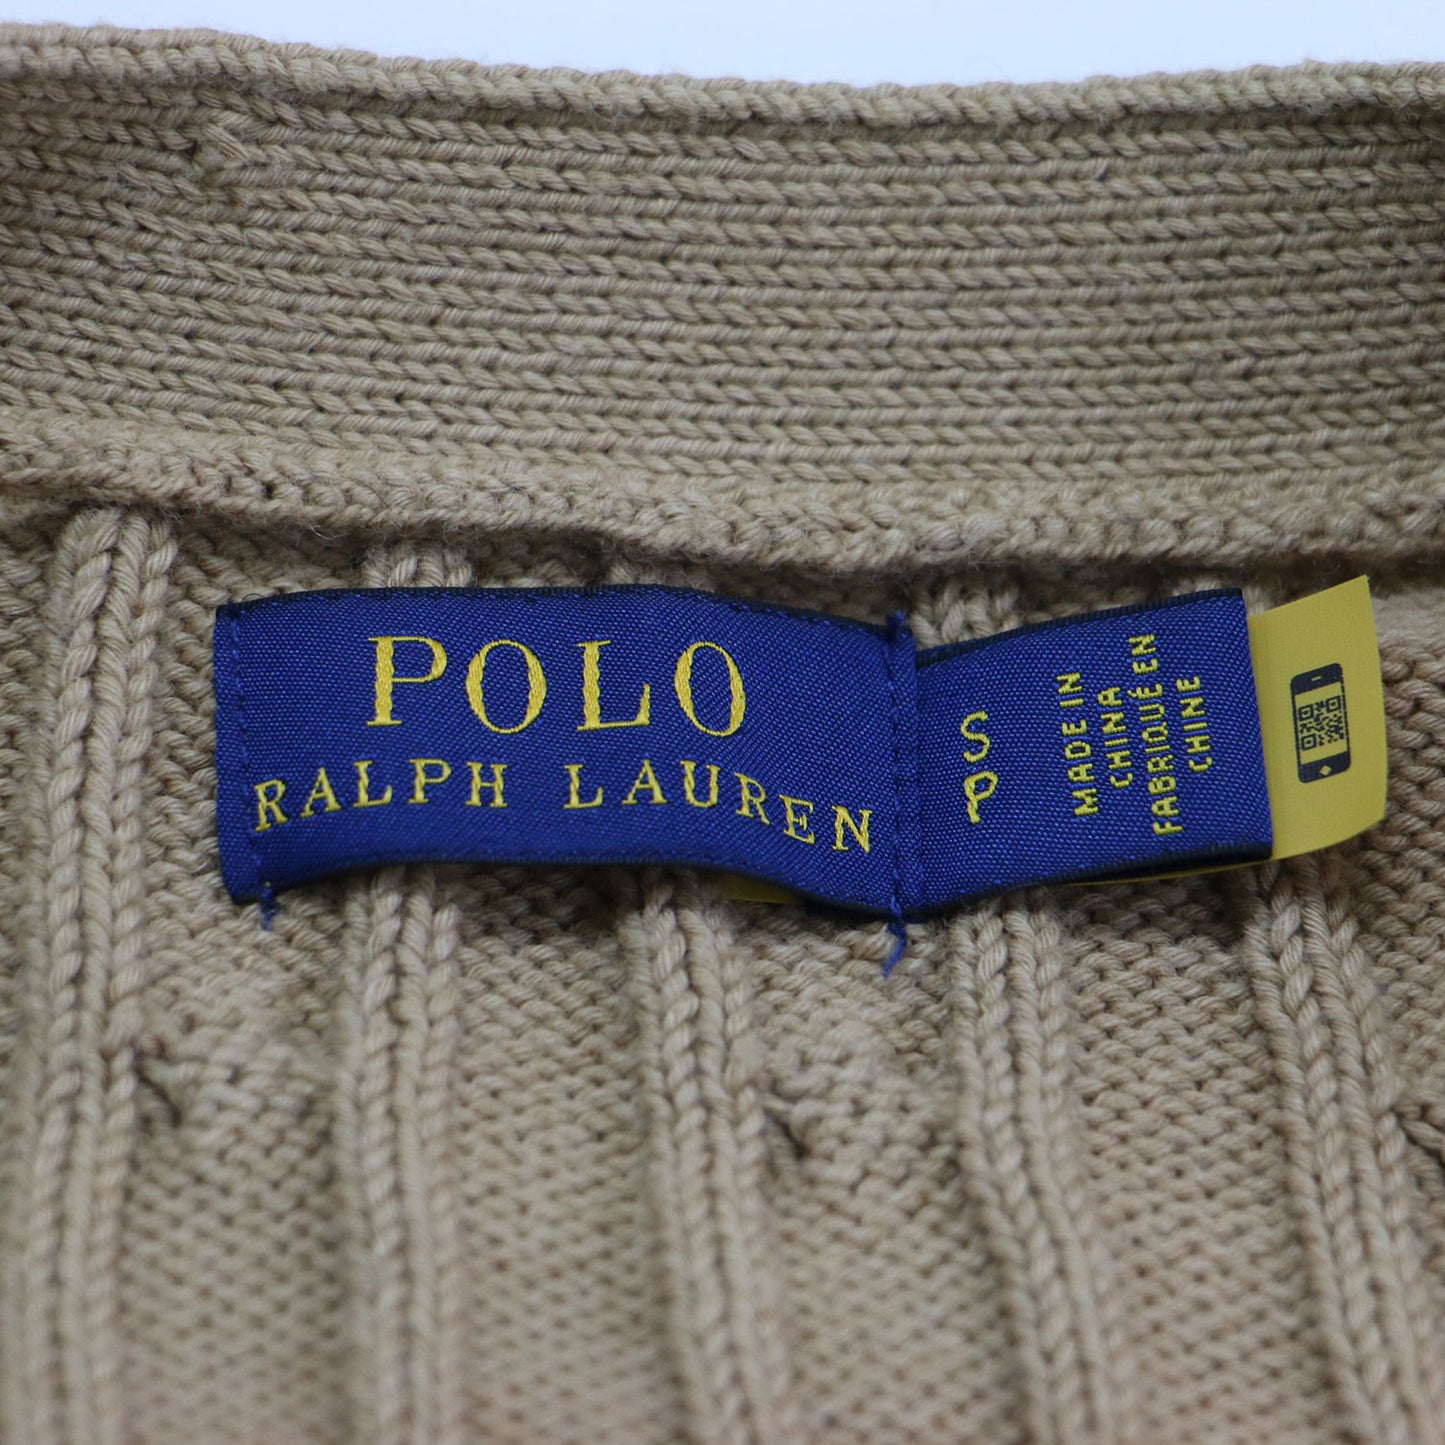 POLO
RALPH LAUREN
S
P
MADE IN
CHINA
FABRIQUÉ EN
CHINE